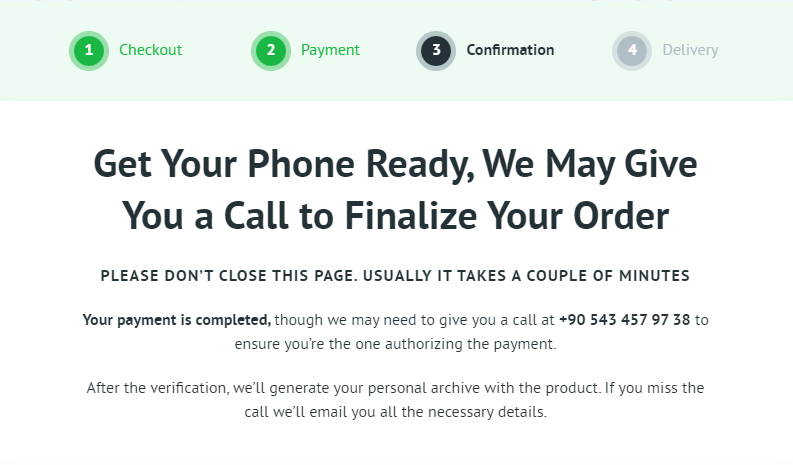 1 Checkout 2 Payment 3 Confirmation 4 Delivery
Get Your Phone Ready, We May Give
You a Call to Finalize Your Order
PLEASE DON’T CLOSE THIS PAGE. USUALLY IT TAKES A COUPLE OF MINUTES
Your payment is completed, though we may need to give you a call at +90 543 457 97 38 to
ensure you’re the one authorizing the payment.
After the verification, we’ll generate your personal archive with the product. If you miss the
call we’ll email you all the necessary details.